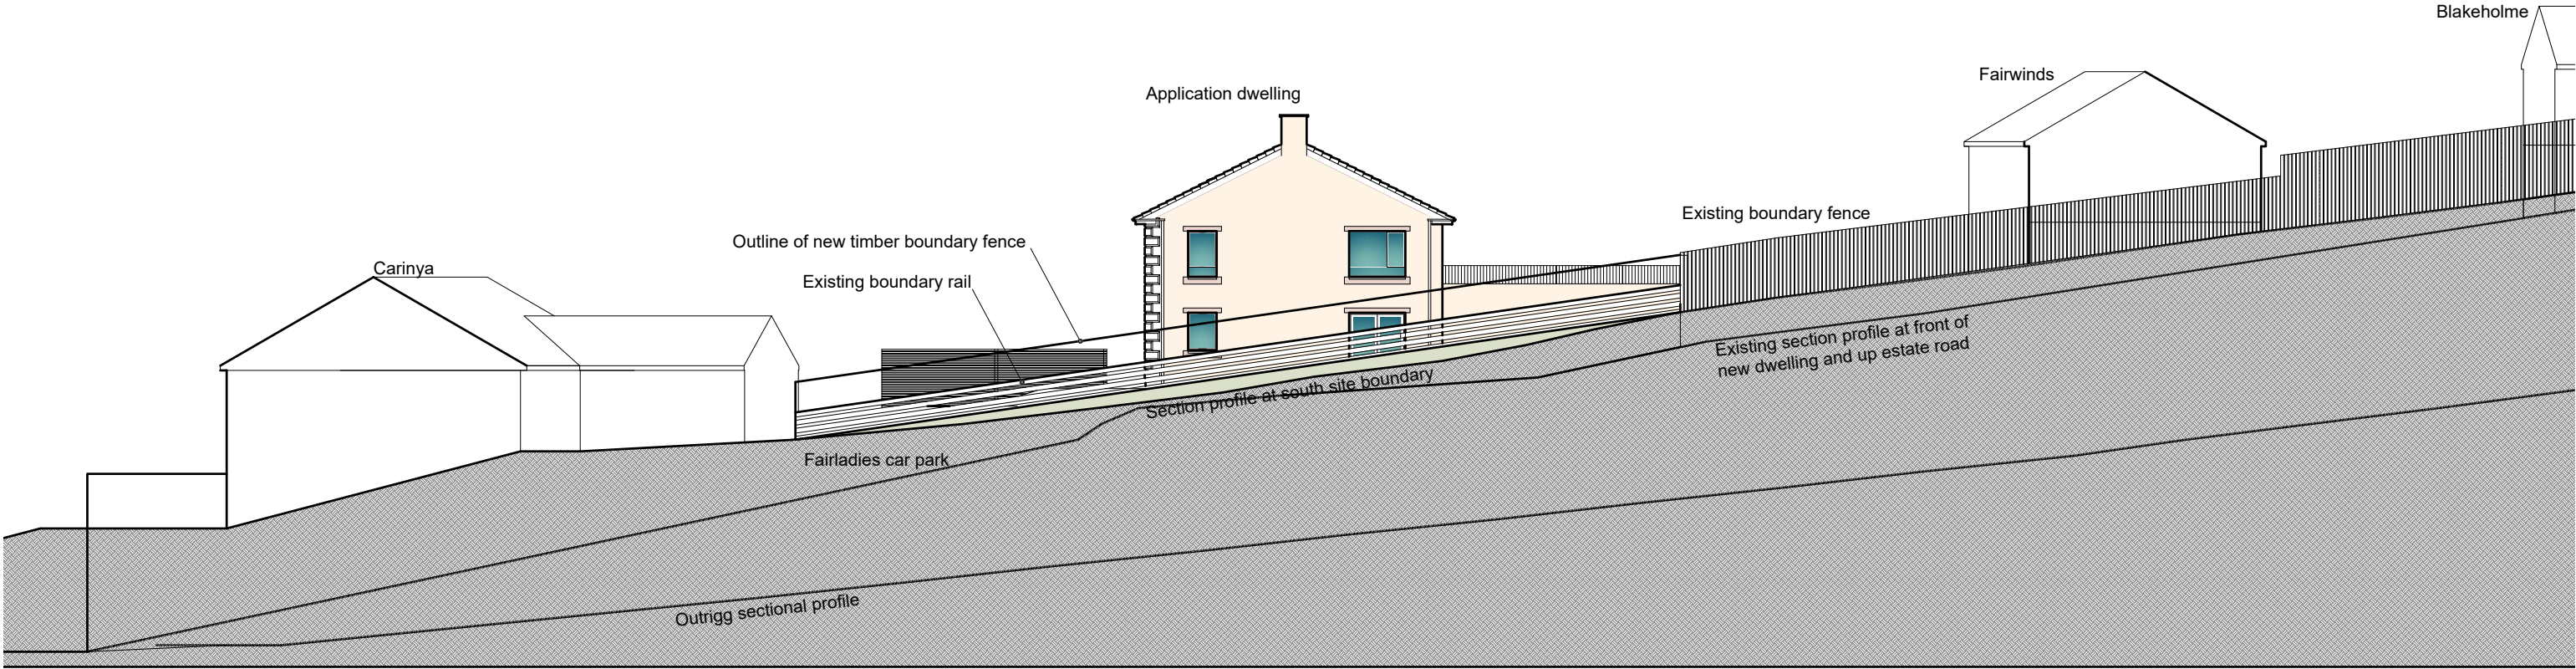 Blakeholme
Fairwinds
Application dwelling
Existing boundary fence
Outline of new timber boundary fence
Carinya
Existing boundary rail
Existing section profile at front of
new dwelling and up estate road
Section profile at south site boundary
Fairladies car park
Outrigg sectional profile